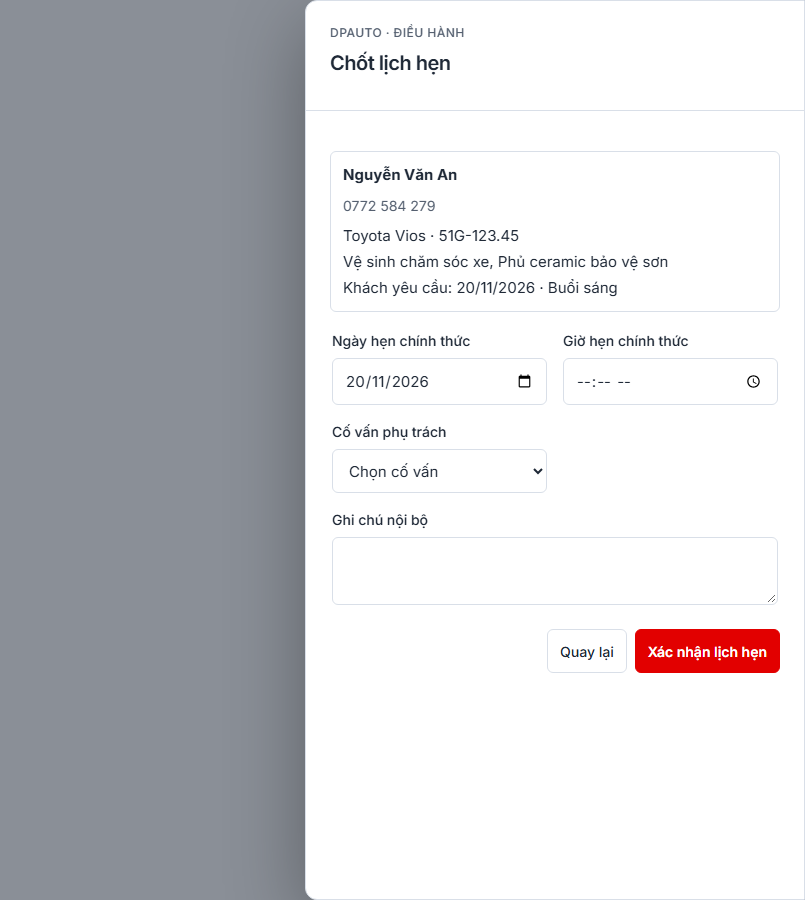 DPAUTO · ĐIỀU HÀNH
Chốt lịch hẹn
Nguyễn Văn An
0772 584 279
Toyota Vios · 51G-123.45
Vệ sinh chăm sóc xe, Phủ ceramic bảo vệ sơn
Khách yêu cầu: 20/11/2026 · Buổi sáng
Ngày hẹn chính thức
Giờ hẹn chính thức
20/11/2026
--:-- --
Cố vấn phụ trách
Chọn cố vấn
Ghi chú nội bộ
Quay lại
Xác nhận lịch hẹn